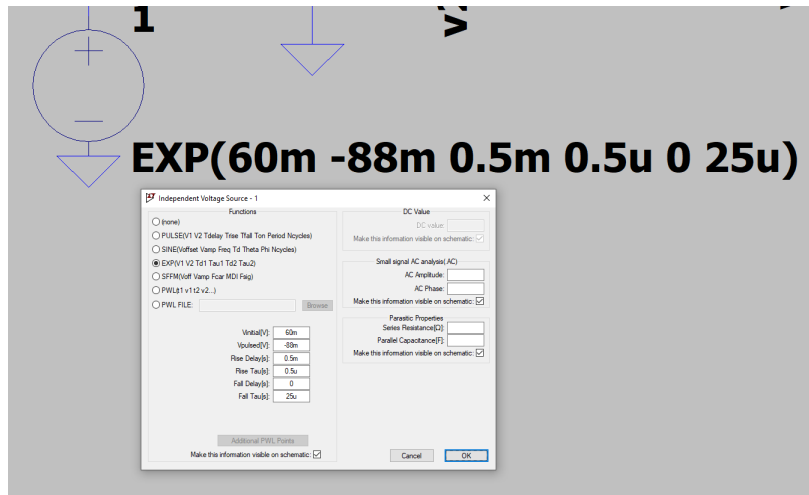 1
EXP(60m -88m 0.5m 0.5u 0 25u)
Independent Voltage Source - 1
Functions
(none)
PULSE(V1 V2 Tdelay Trise Tfall Ton Period Ncycles)
SINE(Voffset Vamp Freq Td Theta Phi Ncycles)
EXP(V1 V2 Td1 Tau1 Td2 Tau2)
SFFM(Voff Vamp Fcar MDI Fsig)
PWL(t1 v1 t2 v2...)
PWL FILE: Browse
Vinitial[V]: 60m
Vpulsed[V]: -88m
Rise Delay[s]: 0.5m
Rise Tau[s]: 0.5u
Fall Delay[s]: 0
Fall Tau[s]: 25u
Additional PWL Points
Make this information visible on schematic:
DC Value
DC value:
Make this information visible on schematic:
Small signal AC analysis(.AC)
AC Amplitude:
AC Phase:
Make this information visible on schematic:
Parasitic Properties
Series Resistance[Ω]:
Parallel Capacitance[F]:
Make this information visible on schematic:
Cancel OK